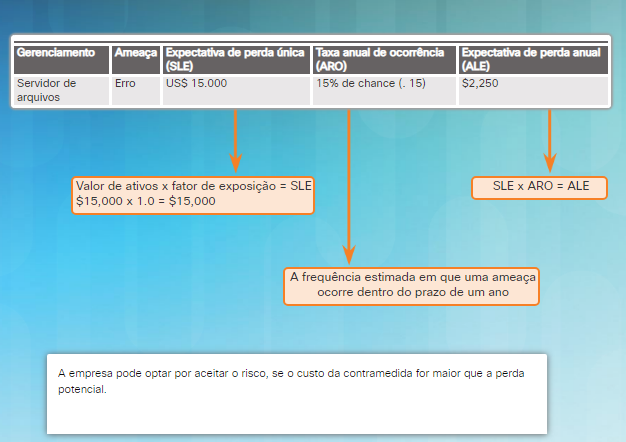 Gerenciamento Ameaça Expectativa de perda única Taxa anual de ocorrência Expectativa de perda anual
(SLE) (ARO) (ALE)
Servidor de Erro US$ 15.000 15% de chance (. 15) $2,250
arquivos
Valor de ativos x fator de exposição = SLE
$15,000 x 1.0 = $15,000
SLE x ARO = ALE
A frequência estimada em que uma ameaça
ocorre dentro do prazo de um ano
A empresa pode optar por aceitar o risco, se o custo da contramedida for maior que a perda
potencial.